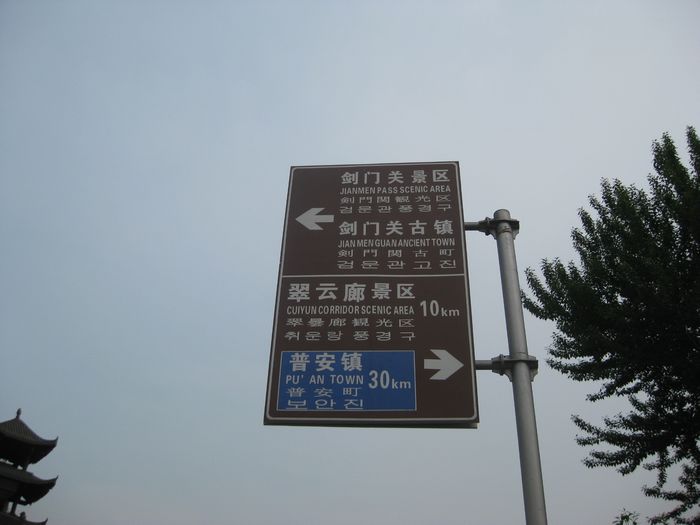 剑门关景区
JIANMEN PASS SCENIC AREA
剣門関観光区
검문관풍경구
剑门关古镇
JIAN MEN GUAN ANCIENT TOWN
剣門関古町
검문관고진
翠云廊景区
CUIYUN CORRIDOR SCENIC AREA 10km
翠曇廊観光区
취운랑풍경구
普安镇
PU' AN TOWN 30km
普安町
보안진